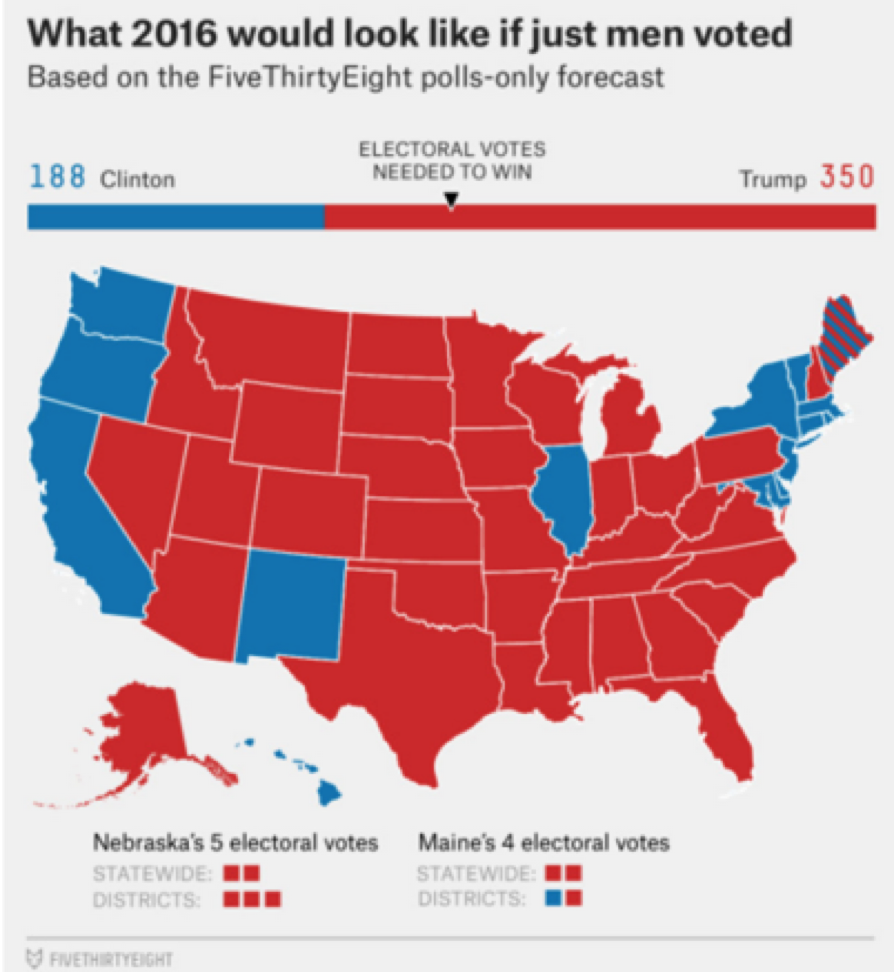 What 2016 would look like if just men voted
Based on the FiveThirtyEight polls-only forecast
ELECTORAL VOTES
NEEDED TO WIN
188 Clinton
Trump 350
Nebraska's 5 electoral votes
STATEWIDE:
DISTRICTS:
Maine's 4 electoral votes
STATEWIDE:
DISTRICTS:
FIVETHIRTYEIGHT